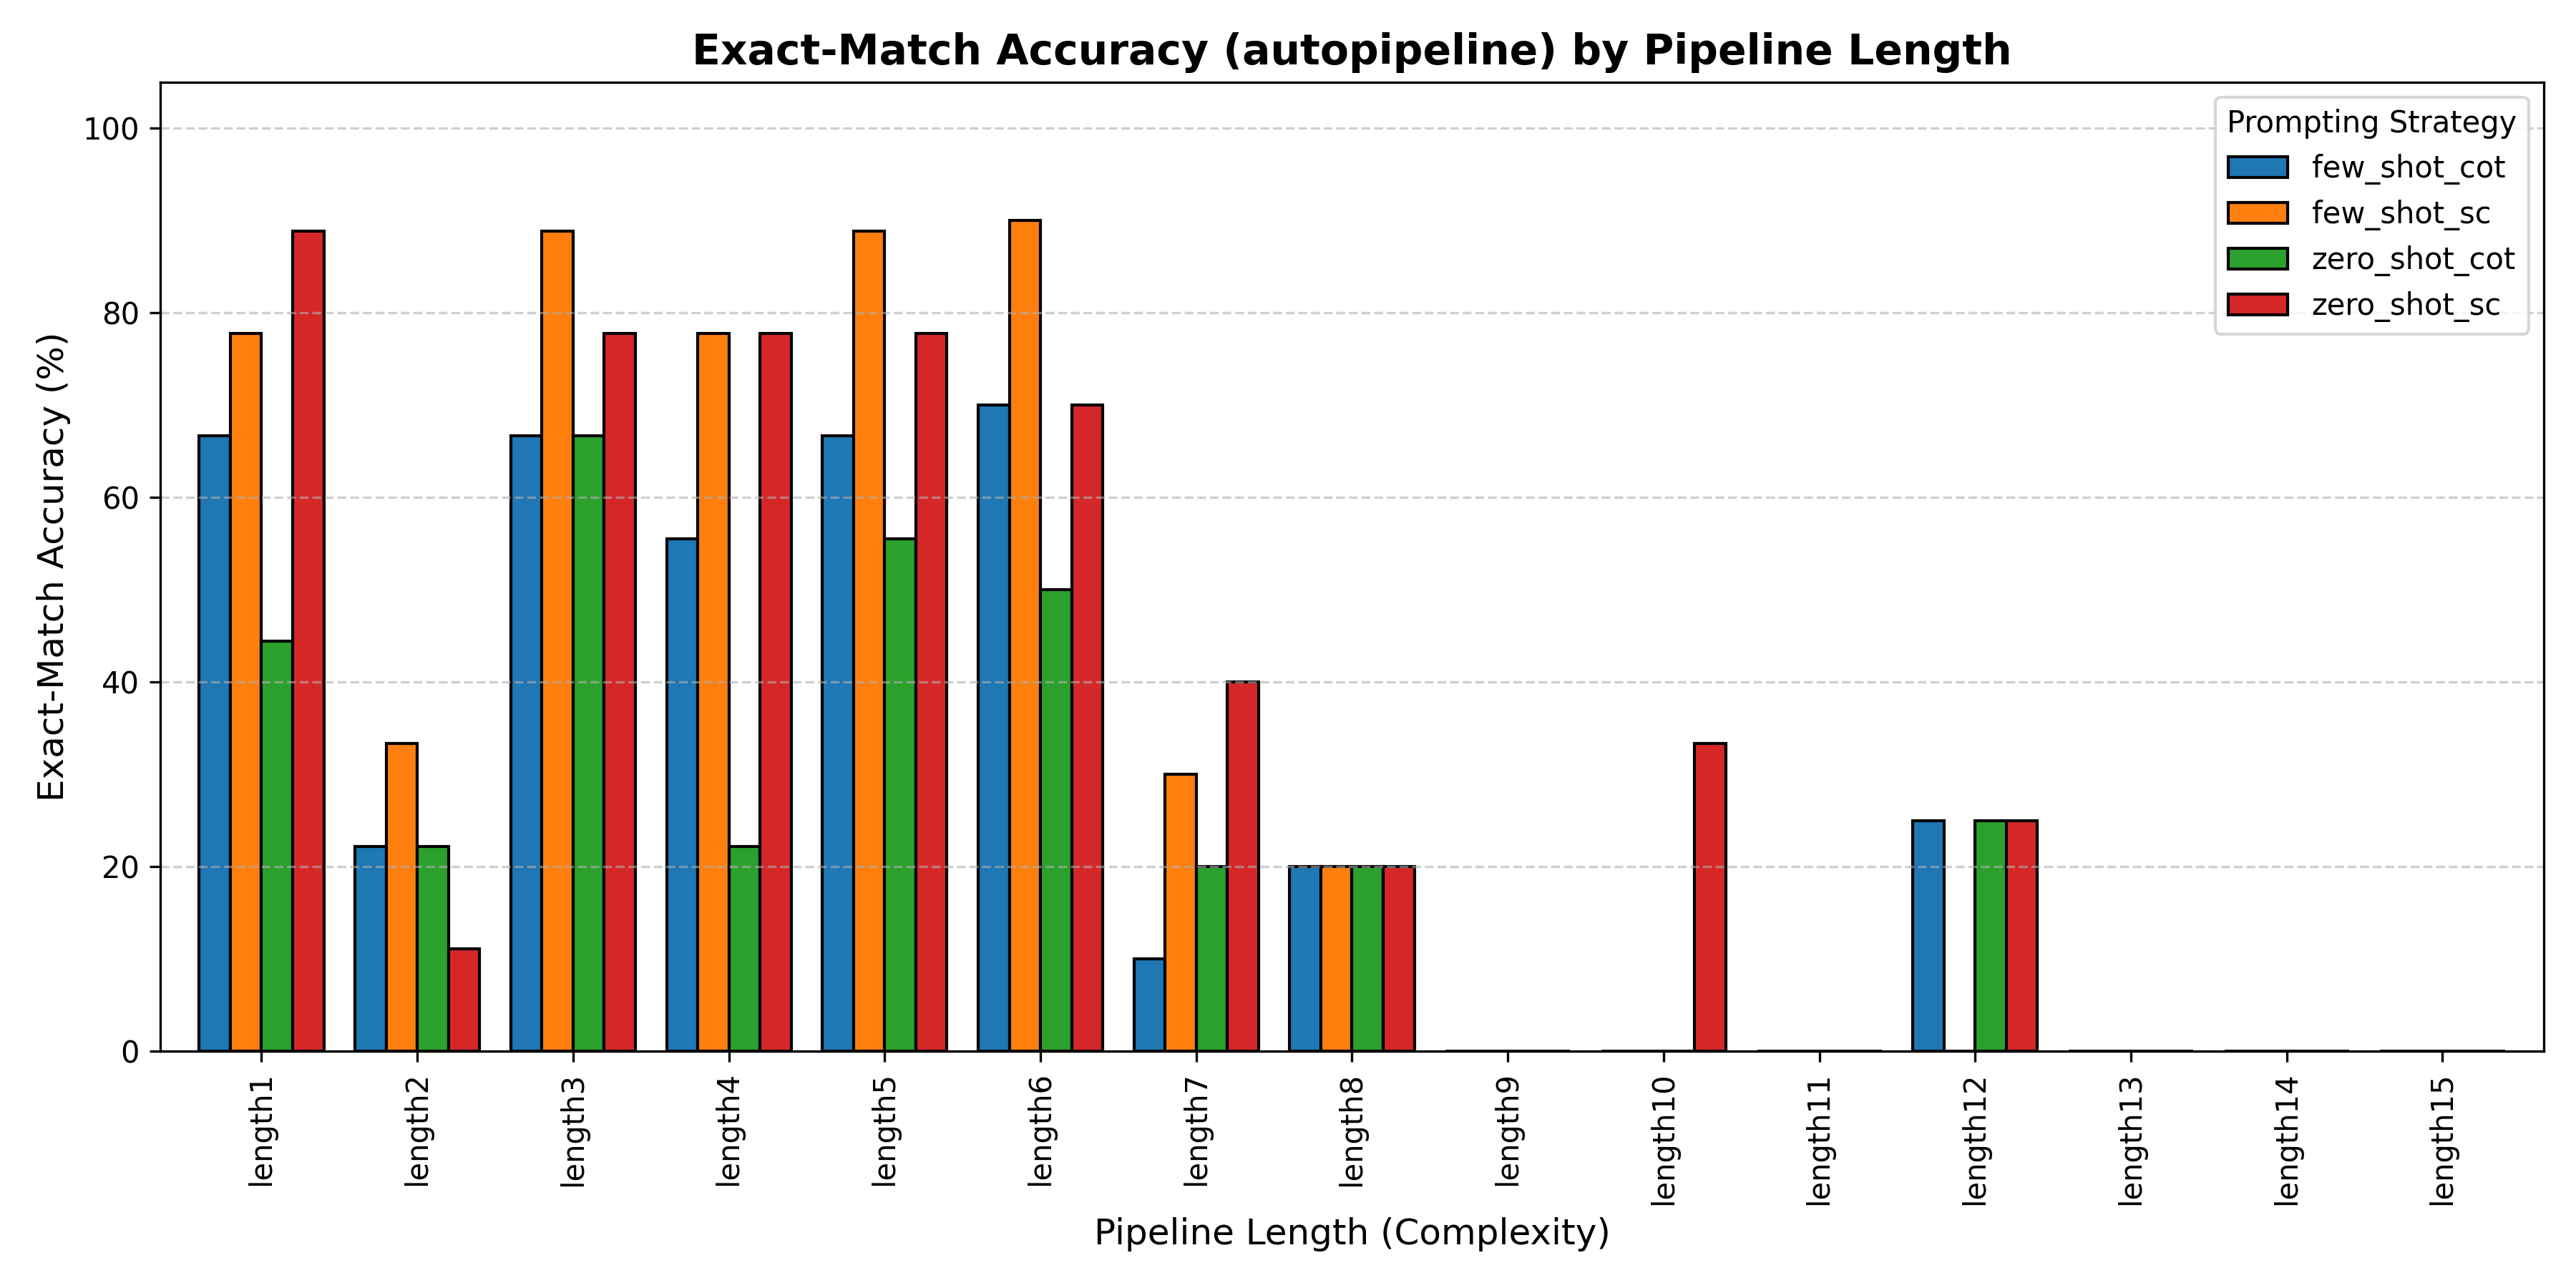 Exact-Match Accuracy (autopipeline) by Pipeline Length
Exact-Match Accuracy (%)
100
80
60
40
20
0
Prompting Strategy
few_shot_cot
few_shot_sc
zero_shot_cot
zero_shot_sc
length1
length2
length3
length4
length5
length6
length7
length8
length9
length10
length11
length12
length13
length14
length15
Pipeline Length (Complexity)